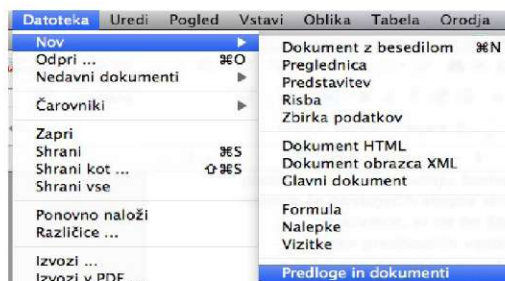 Datoteka Uredi Pogled Vstavi Oblika Tabela Orodja
Nov
Odpri ... ⌘O
Nedavni dokumenti
Čarovniki
Zapri
Shrani ⌘S
Shrani kot ... ⇧⌘S
Shrani vse
Ponovno naloži
Različice ...
Izvozi ...
Izvozi v PDF ...
Dokument z besedilom ⌘N
Preglednica
Predstavitev
Risba
Zbirka podatkov
Dokument HTML
Dokument obrazca XML
Glavni dokument
Formula
Nalepke
Vizitke
Predloge in dokumenti